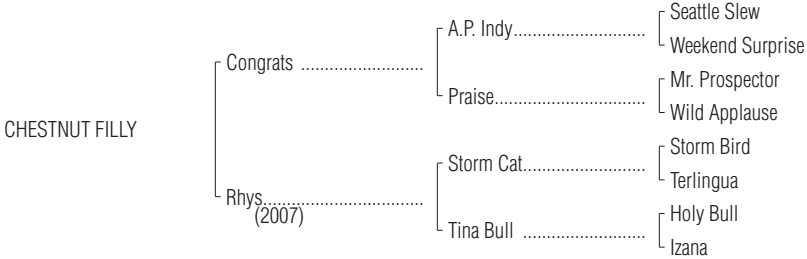 Seattle Slew
A.P. Indy..............................
Weekend Surprise
Congrats ............................
Mr. Prospector
Praise..................................
Wild Applause
CHESTNUT FILLY
Storm Bird
Storm Cat............................
Terlingua
Rhys.....................................
(2007)
Holy Bull
Tina Bull ............................
Izana